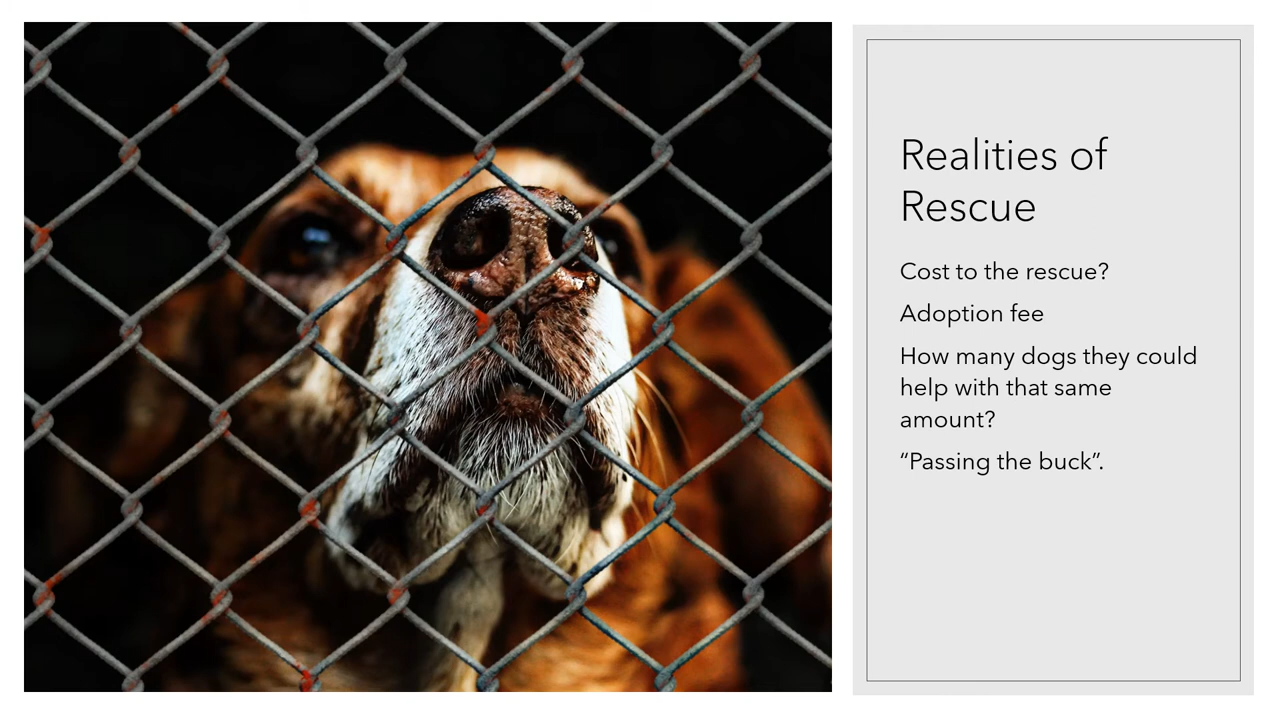 Realities of
Rescue
Cost to the rescue?
Adoption fee
How many dogs they could
help with that same
amount?
“Passing the buck”.